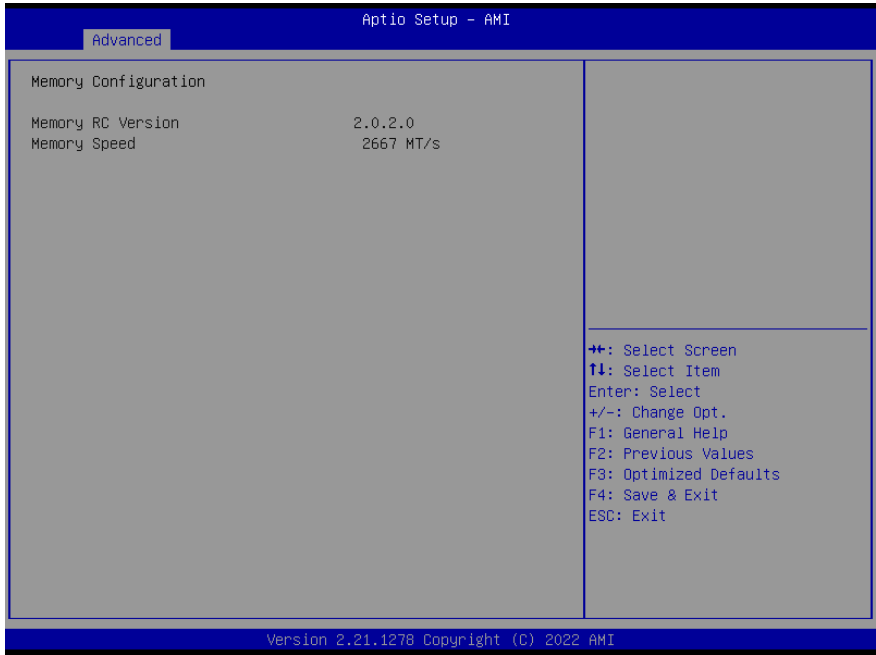 Aptio Setup – AMI
Advanced
Memory Configuration
Memory RC Version 2.0.2.0
Memory Speed 2667 MT/s
→←: Select Screen
↑↓: Select Item
Enter: Select
+/-: Change Opt.
F1: General Help
F2: Previous Values
F3: Optimized Defaults
F4: Save & Exit
ESC: Exit
Version 2.21.1278 Copyright (C) 2022 AMI